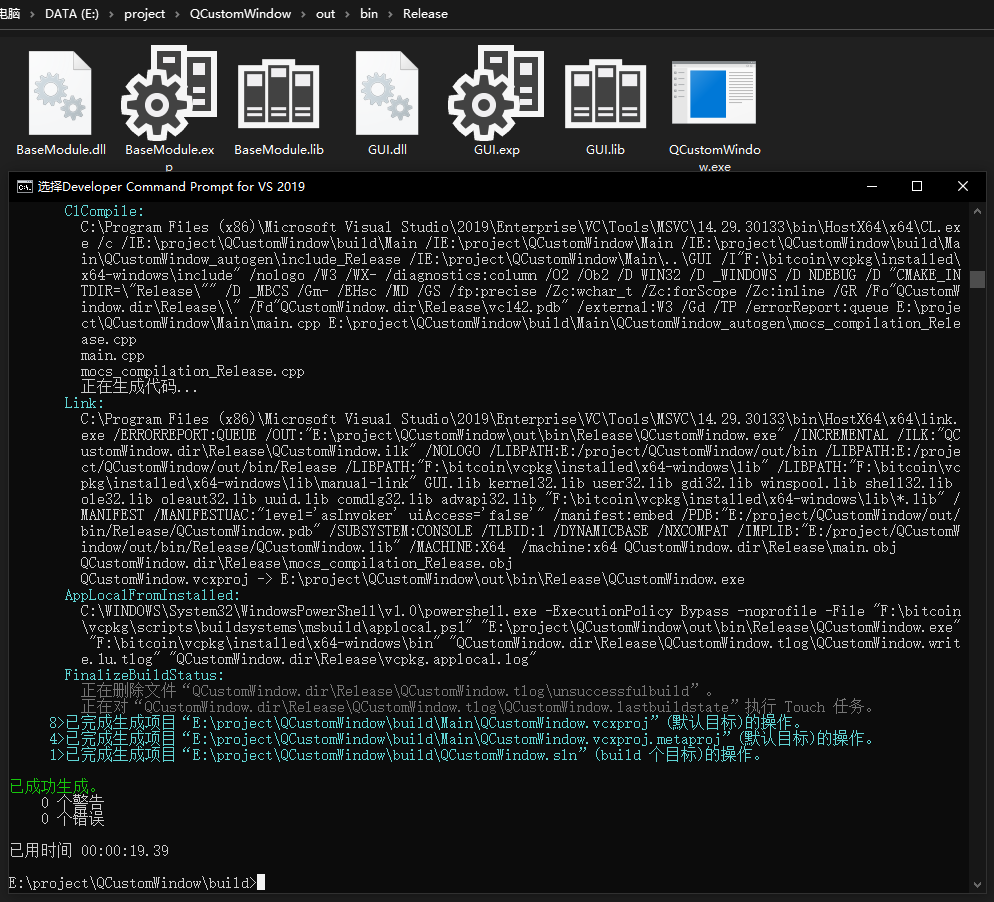 电脑 › DATA (E:) › project › QCustomWindow › out › bin › Release
BaseModule.dll
BaseModule.exp
BaseModule.lib
GUI.dll
GUI.exp
GUI.lib
QCustomWindow.exe
选择Developer Command Prompt for VS 2019
ClCompile:
C:\Program Files (x86)\Microsoft Visual Studio\2019\Enterprise\VC\Tools\MSVC\14.29.30133\bin\HostX64\x64\CL.ex
e /c /IE:\project\QCustomWindow\build\Main /IE:\project\QCustomWindow\Main /IE:\project\QCustomWindow\build\Ma
in\QCustomWindow_autogen\include_Release /IE:\project\QCustomWindow\Main\..\GUI /I"F:\bitcoin\vcpkg\installed\
x64-windows\include" /nologo /W3 /WX- /diagnostics:column /O2 /Ob2 /D WIN32 /D _WINDOWS /D NDEBUG /D "CMAKE_IN
TDIR=\"Release\"" /D _MBCS /Gm- /EHsc /MD /GS /fp:precise /Zc:wchar_t /Zc:forScope /Zc:inline /GR /Fo"QCustomW
indow.dir\Release\\" /Fd"QCustomWindow.dir\Release\vc142.pdb" /external:W3 /Gd /TP /errorReport:queue E:\proje
ct\QCustomWindow\Main\main.cpp E:\project\QCustomWindow\build\Main\QCustomWindow_autogen\mocs_compilation_Rele
ase.cpp
main.cpp
mocs_compilation_Release.cpp
正在生成代码...
Link:
C:\Program Files (x86)\Microsoft Visual Studio\2019\Enterprise\VC\Tools\MSVC\14.29.30133\bin\HostX64\x64\link.
exe /ERRORREPORT:QUEUE /OUT:"E:\project\QCustomWindow\out\bin\Release\QCustomWindow.exe" /INCREMENTAL /ILK:"QC
ustomWindow.dir\Release\QCustomWindow.ilk" /NOLOGO /LIBPATH:E:/project/QCustomWindow/out/bin /LIBPATH:E:/proje
ct/QCustomWindow/out/bin/Release /LIBPATH:"F:\bitcoin\vcpkg\installed\x64-windows\lib" /LIBPATH:"F:\bitcoin\vc
pkg\installed\x64-windows\lib\manual-link" GUI.lib kernel32.lib user32.lib gdi32.lib winspool.lib shell32.lib
ole32.lib oleaut32.lib uuid.lib comdlg32.lib advapi32.lib "F:\bitcoin\vcpkg\installed\x64-windows\lib\*.lib" /
MANIFEST /MANIFESTUAC:"level='asInvoker' uiAccess='false'" /manifest:embed /PDB:"E:/project/QCustomWindow/out/
bin/Release/QCustomWindow.pdb" /SUBSYSTEM:CONSOLE /TLBID:1 /DYNAMICBASE /NXCOMPAT /IMPLIB:"E:/project/QCustomW
indow/out/bin/Release/QCustomWindow.lib" /MACHINE:X64  /machine:x64 QCustomWindow.dir\Release\main.obj
QCustomWindow.dir\Release\mocs_compilation_Release.obj
QCustomWindow.vcxproj -> E:\project\QCustomWindow\out\bin\Release\QCustomWindow.exe
AppLocalFromInstalled:
C:\WINDOWS\System32\WindowsPowerShell\v1.0\powershell.exe -ExecutionPolicy Bypass -noprofile -File "F:\bitcoin
\vcpkg\scripts\buildsystems\msbuild\applocal.ps1" "E:\project\QCustomWindow\out\bin\Release\QCustomWindow.exe"
"F:\bitcoin\vcpkg\installed\x64-windows\bin" "QCustomWindow.dir\Release\QCustomWindow.tlog\QCustomWindow.writ
e.1u.tlog" "QCustomWindow.dir\Release\vcpkg.applocal.log"
FinalizeBuildStatus:
正在删除文件“QCustomWindow.dir\Release\QCustomWindow.tlog\unsuccessfulbuild”。
正在对“QCustomWindow.dir\Release\QCustomWindow.tlog\QCustomWindow.lastbuildstate”执行 Touch 任务。
8>已完成生成项目“E:\project\QCustomWindow\build\Main\QCustomWindow.vcxproj”(默认目标)的操作。
4>已完成生成项目“E:\project\QCustomWindow\build\Main\QCustomWindow.vcxproj.metaproj”(默认目标)的操作。
1>已完成生成项目“E:\project\QCustomWindow\build\QCustomWindow.sln”(build 个目标)的操作。
已成功生成。
0 个警告
0 个错误
已用时间 00:00:19.39
E:\project\QCustomWindow\build>